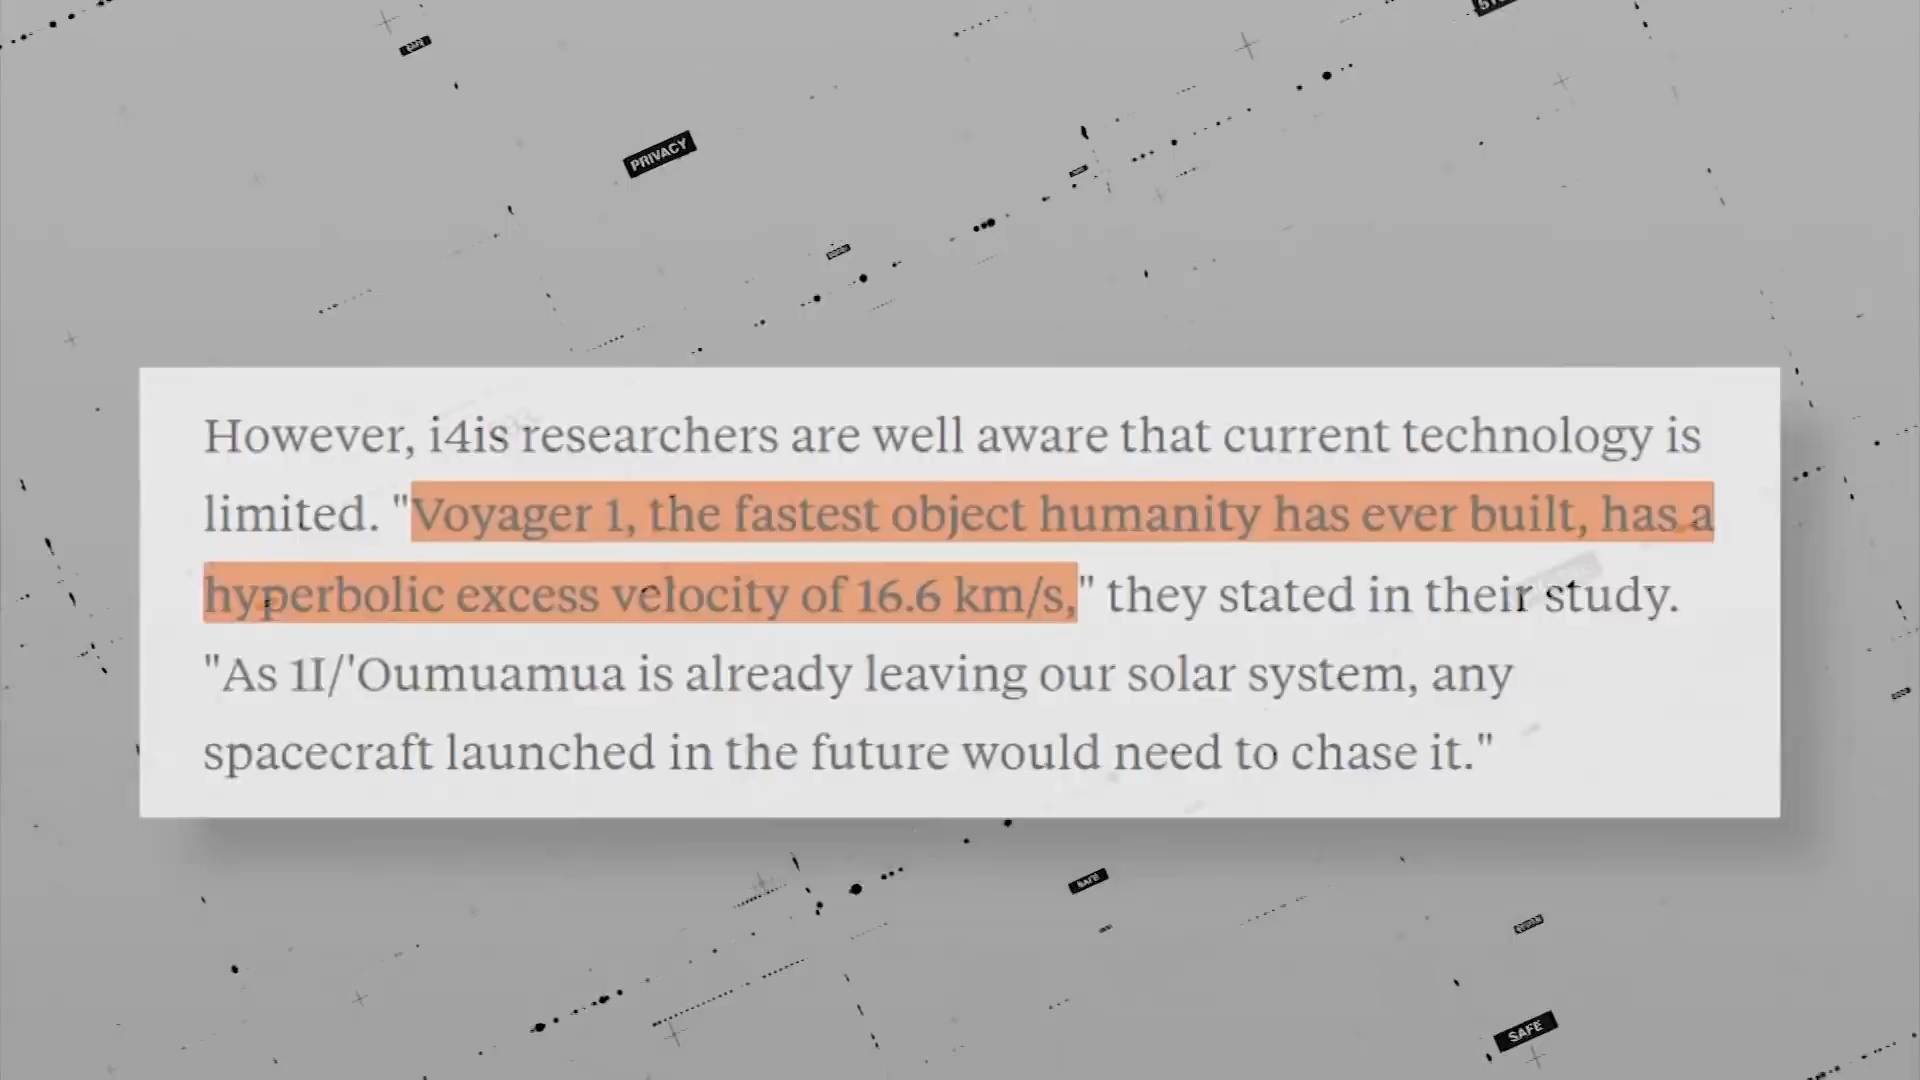 PRIVACY
However, i4is researchers are well aware that current technology is
limited. "Voyager 1, the fastest object humanity has ever built, has a
hyperbolic excess velocity of 16.6 km/s," they stated in their study.
"As 1I/'Oumuamua is already leaving our solar system, any
spacecraft launched in the future would need to chase it."
SAFE
SAFE